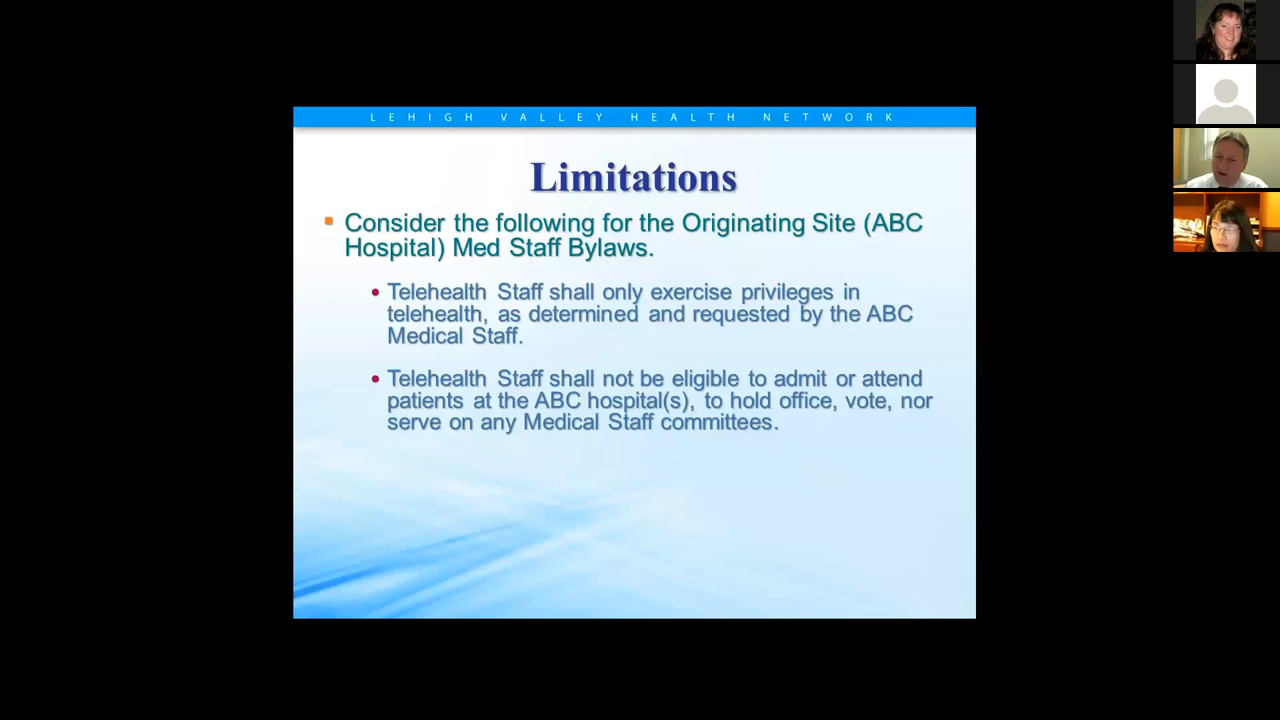 LEHIGH VALLEY HEALTH NETWORK
Limitations
Consider the following for the Originating Site (ABC
Hospital) Med Staff Bylaws.
Telehealth Staff shall only exercise privileges in
telehealth, as determined and requested by the ABC
Medical Staff.
Telehealth Staff shall not be eligible to admit or attend
patients at the ABC hospital(s), to hold office, vote, nor
serve on any Medical Staff committees.